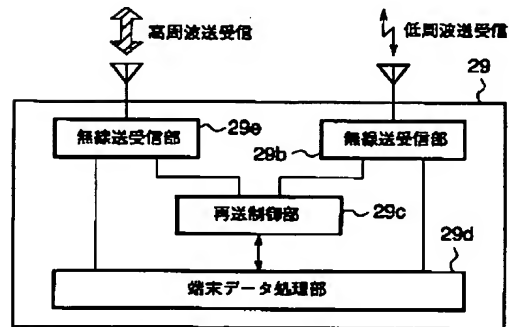 高周波送受信
低周波送受信
29
無線送受信部
29a
29b
無線送受信部
再送制御部
29c
29d
端末データ処理部